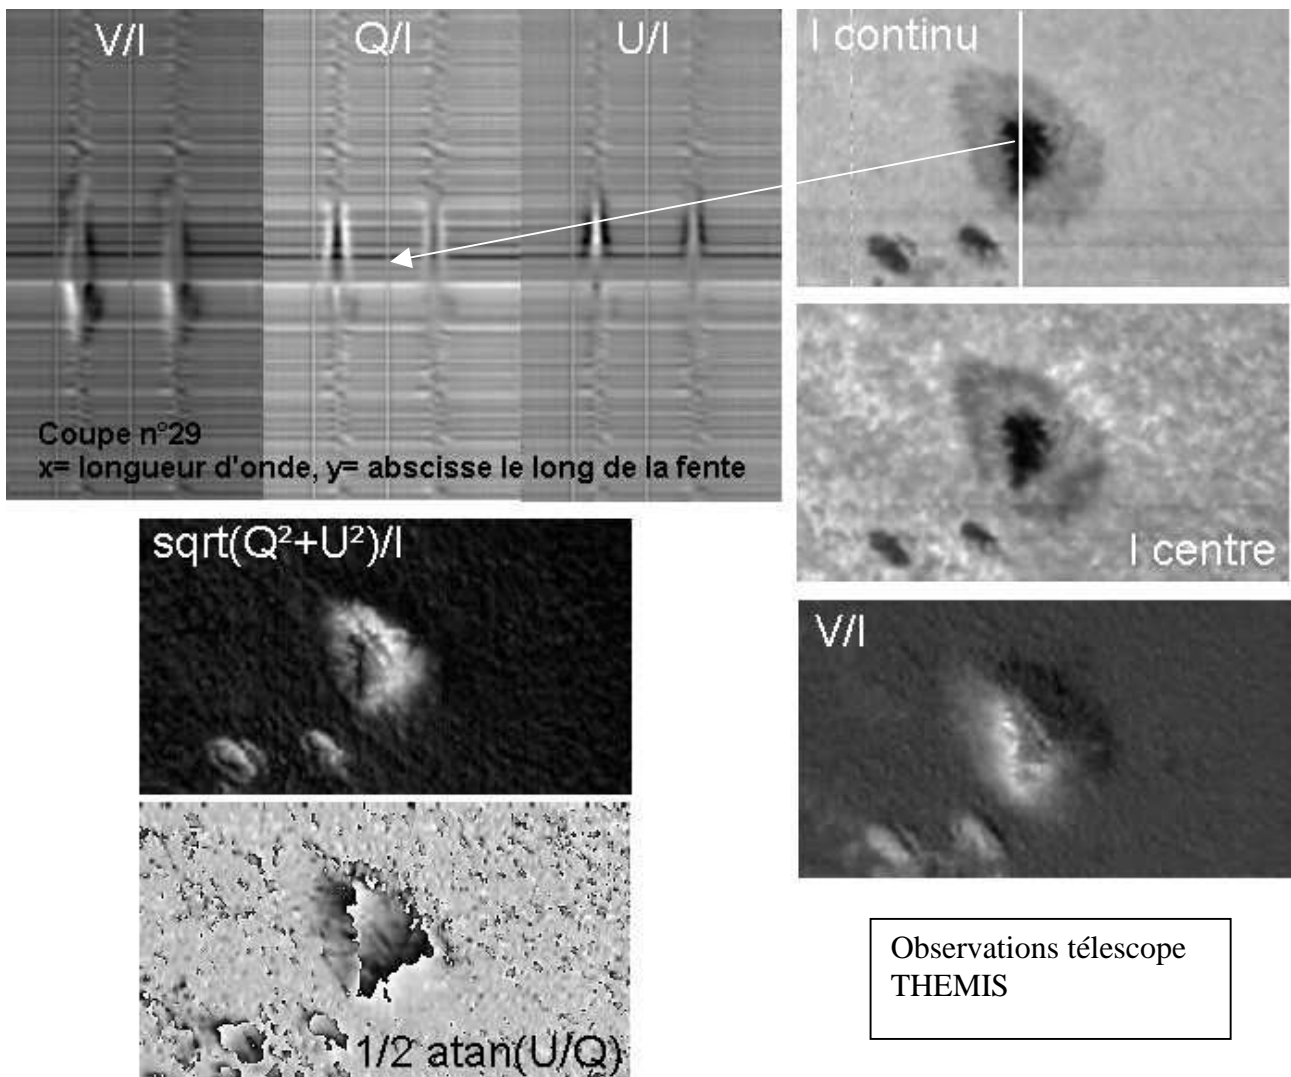 V/I
Q/I
U/I
I continu
Coupe n°29
x= longueur d'onde, y= abscisse le long de la fente
I centre
sqrt(Q²+U²)/I
V/I
1/2 atan(U/Q)
Observations télescope
THEMIS